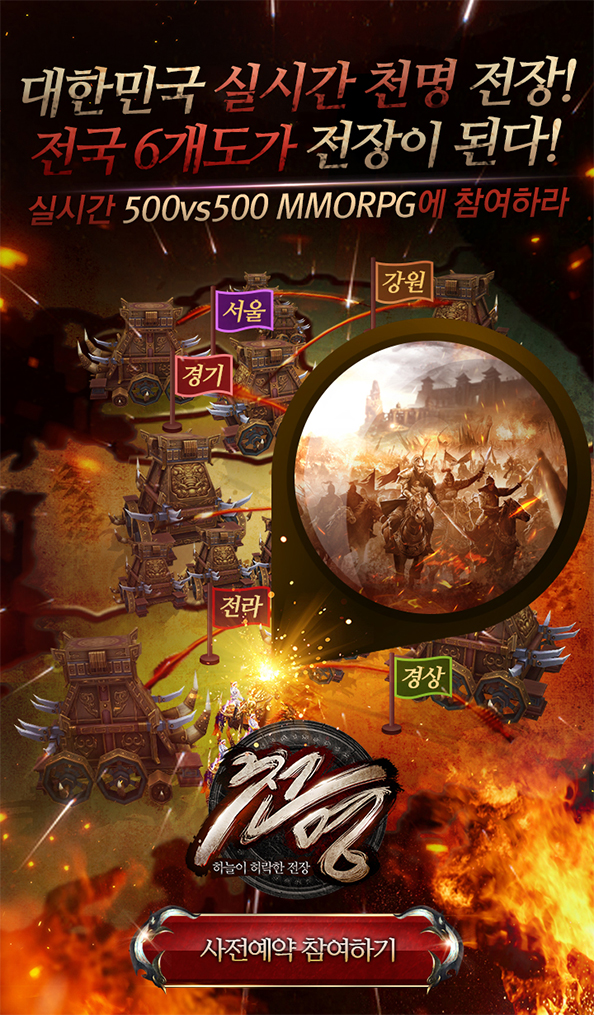 대한민국 실시간 천명 전장!
전국 6개도가 전장이 된다!
실시간 500vs500 MMORPG에 참여하라
강원
서울
경기
전라
경상
천명
하늘이 허락한 전장
사전예약 참여하기